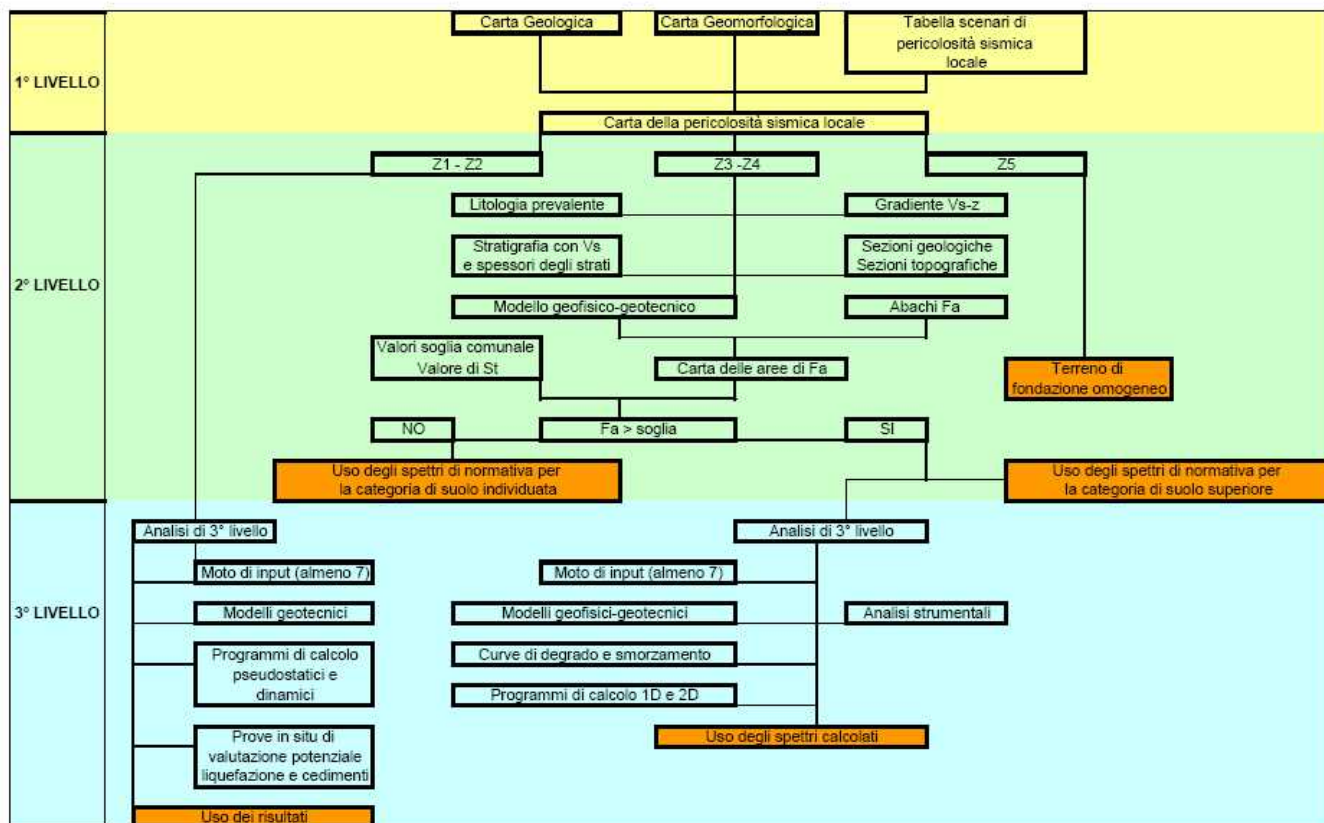 Carta Geologica
Carta Geomorfologica
Tabella scenari di
pericolosità sismica
locale
1° LIVELLO
Carta della pericolosità sismica locale
Z1 - Z2
Z3 -Z4
Z5
Litologia prevalente
Gradiente Vs-z
Stratigrafia con Vs
e spessori degli strati
Sezioni geologiche
Sezioni topografiche
2° LIVELLO
Modello geofisico-geotecnico
Abachi Fa
Valori soglia comunale
Valore di St
Carta delle aree di Fa
Terreno di
fondazione omogeneo
NO
Fa > soglia
SI
Uso degli spettri di normativa per
la categoria di suolo individuata
Uso degli spettri di normativa per
la categoria di suolo superiore
Analisi di 3° livello
Analisi di 3° livello
Moto di input (almeno 7)
Moto di input (almeno 7)
3° LIVELLO
Modelli geotecnici
Modelli geofisici-geotecnici
Analisi strumentali
Programmi di calcolo
pseudostatici e
dinamici
Curve di degrado e smorzamento
Programmi di calcolo 1D e 2D
Prove in situ di
valutazione potenziale
liquefazione e cedimenti
Uso degli spettri calcolati
Uso dei risultati